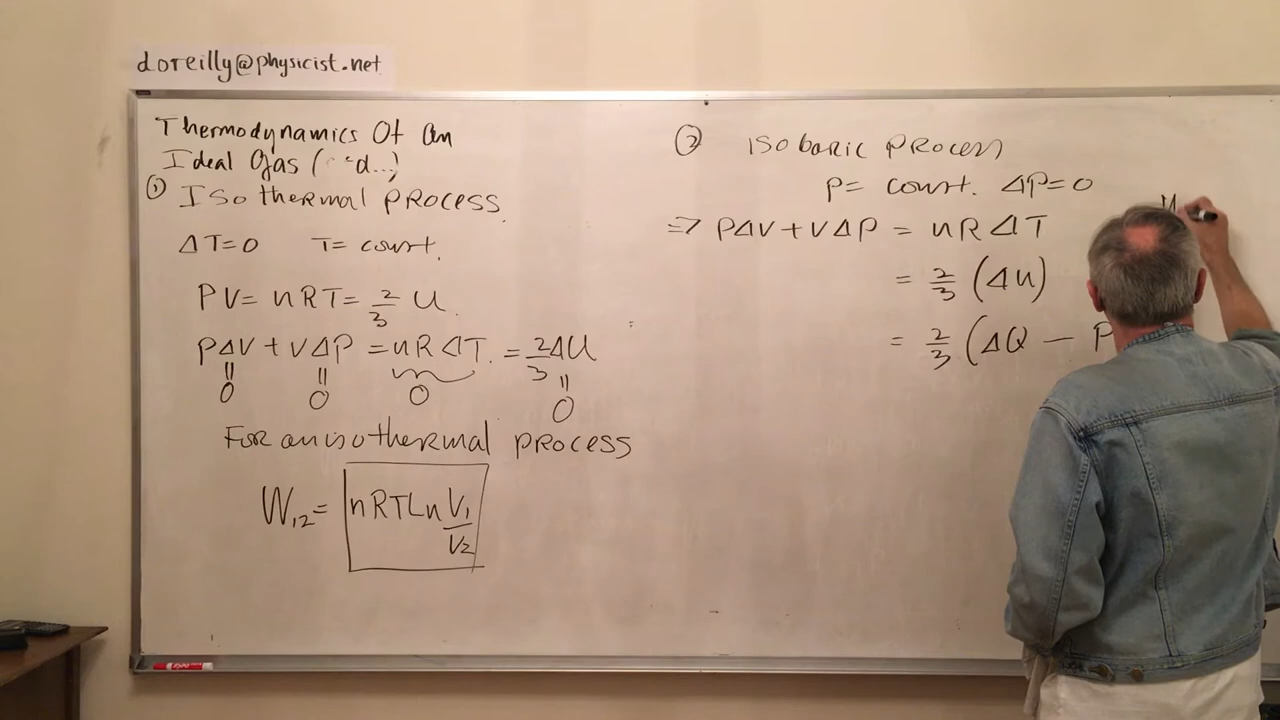 doreilly@physicist.net
Thermodynamics Of an
Ideal Gas (
① Isothermal PROCESS.
ΔT=0 T= const.
PV= nRT= 2/3 U.
PΔV + VΔP = nRΔT. = 2/3 ΔU
= 0 = 0 0 = 0
For an isothermal PROCESS
W₁₂= nRTLn V₁/V₂
② ISobaric PROCESS
P= const. ΔP=0
=> PΔV + VΔP = nRΔT
= 2/3 (Δu)
= 2/3 (ΔQ - P